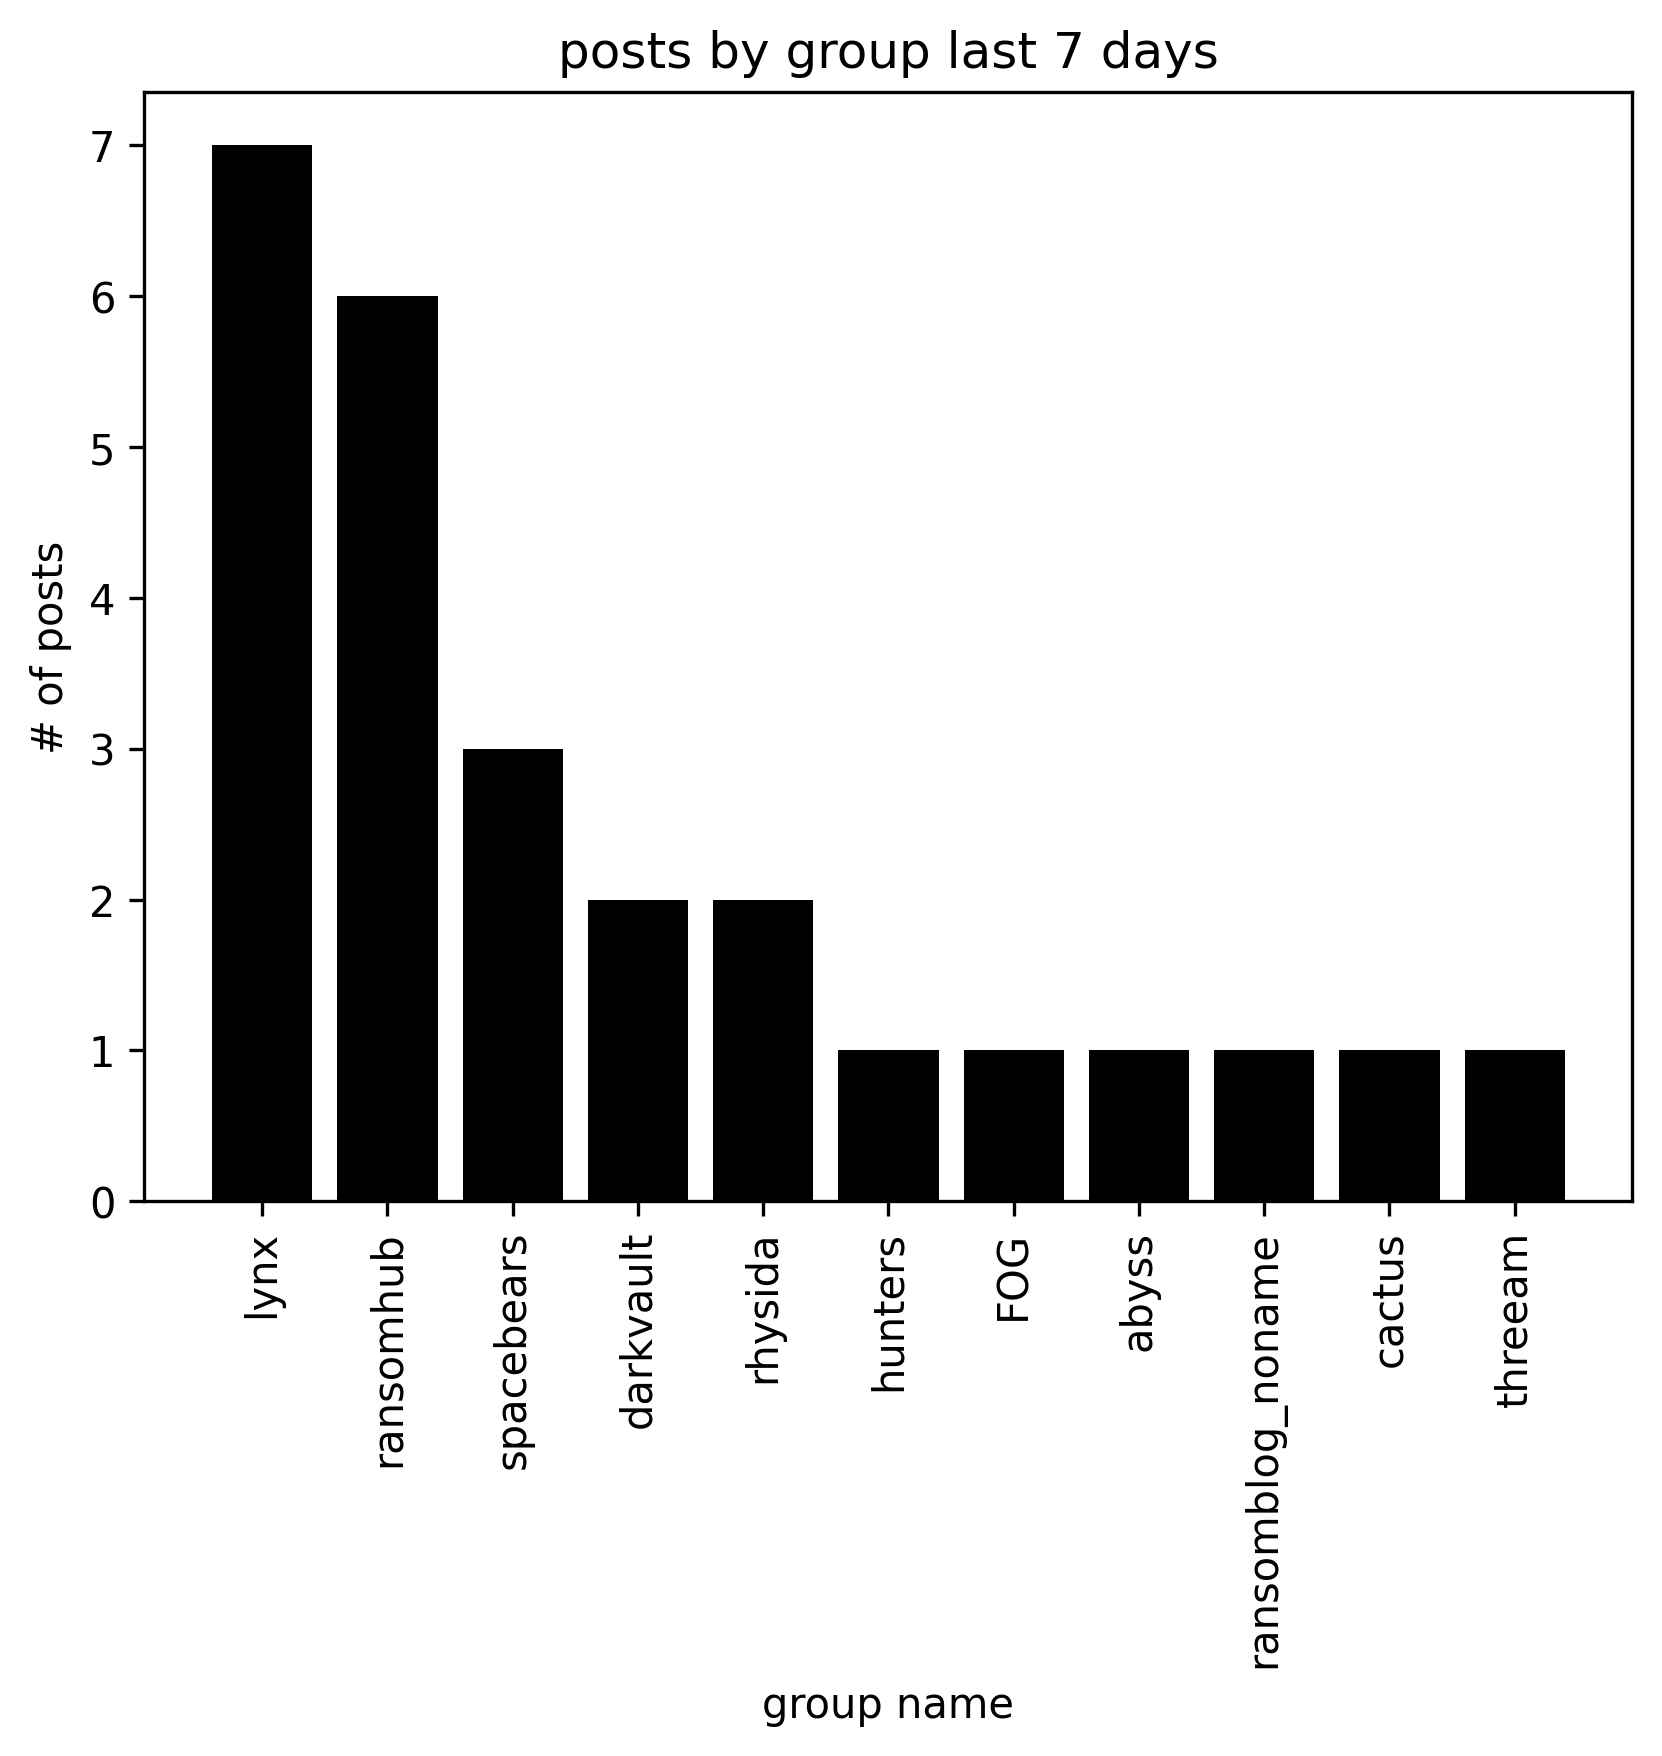 posts by group last 7 days
# of posts
7
6
5
4
3
2
1
0
lynx
ransomhub
spacebears
darkvault
rhysida
hunters
FOG
abyss
ransomblog_noname
cactus
threeam
group name